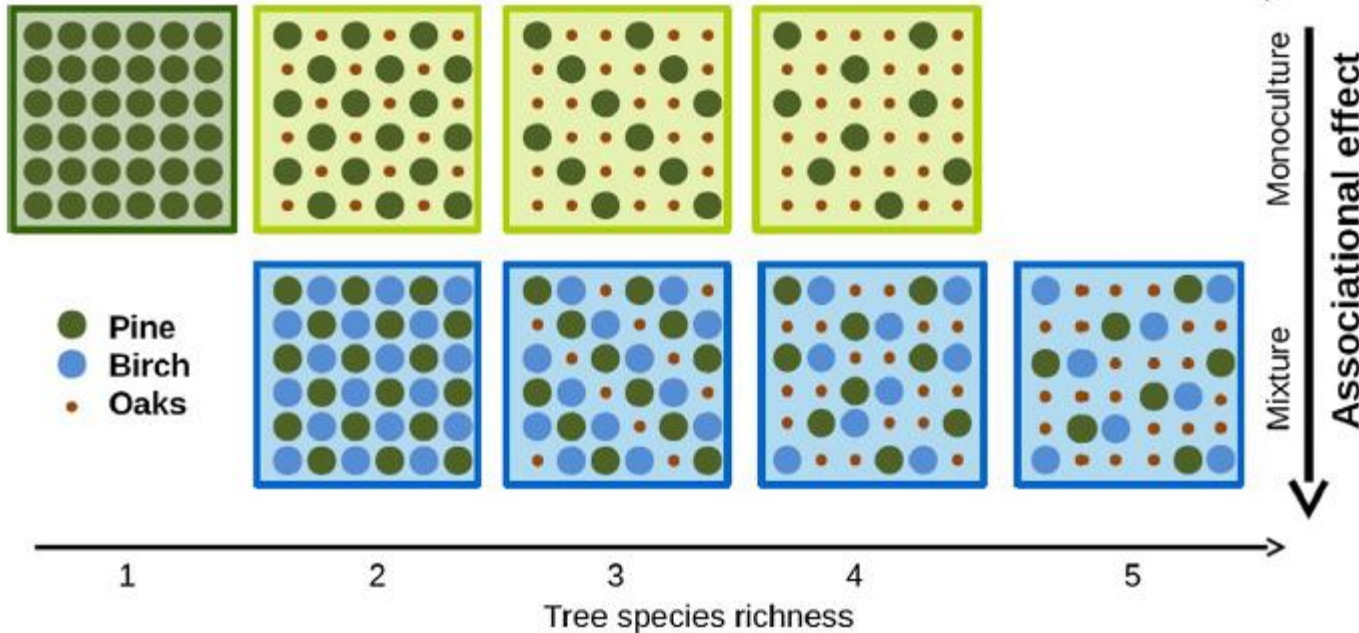 Monoculture
Mixture
Associational effect
Pine
Birch
Oaks
1
2
3
4
5
Tree species richness